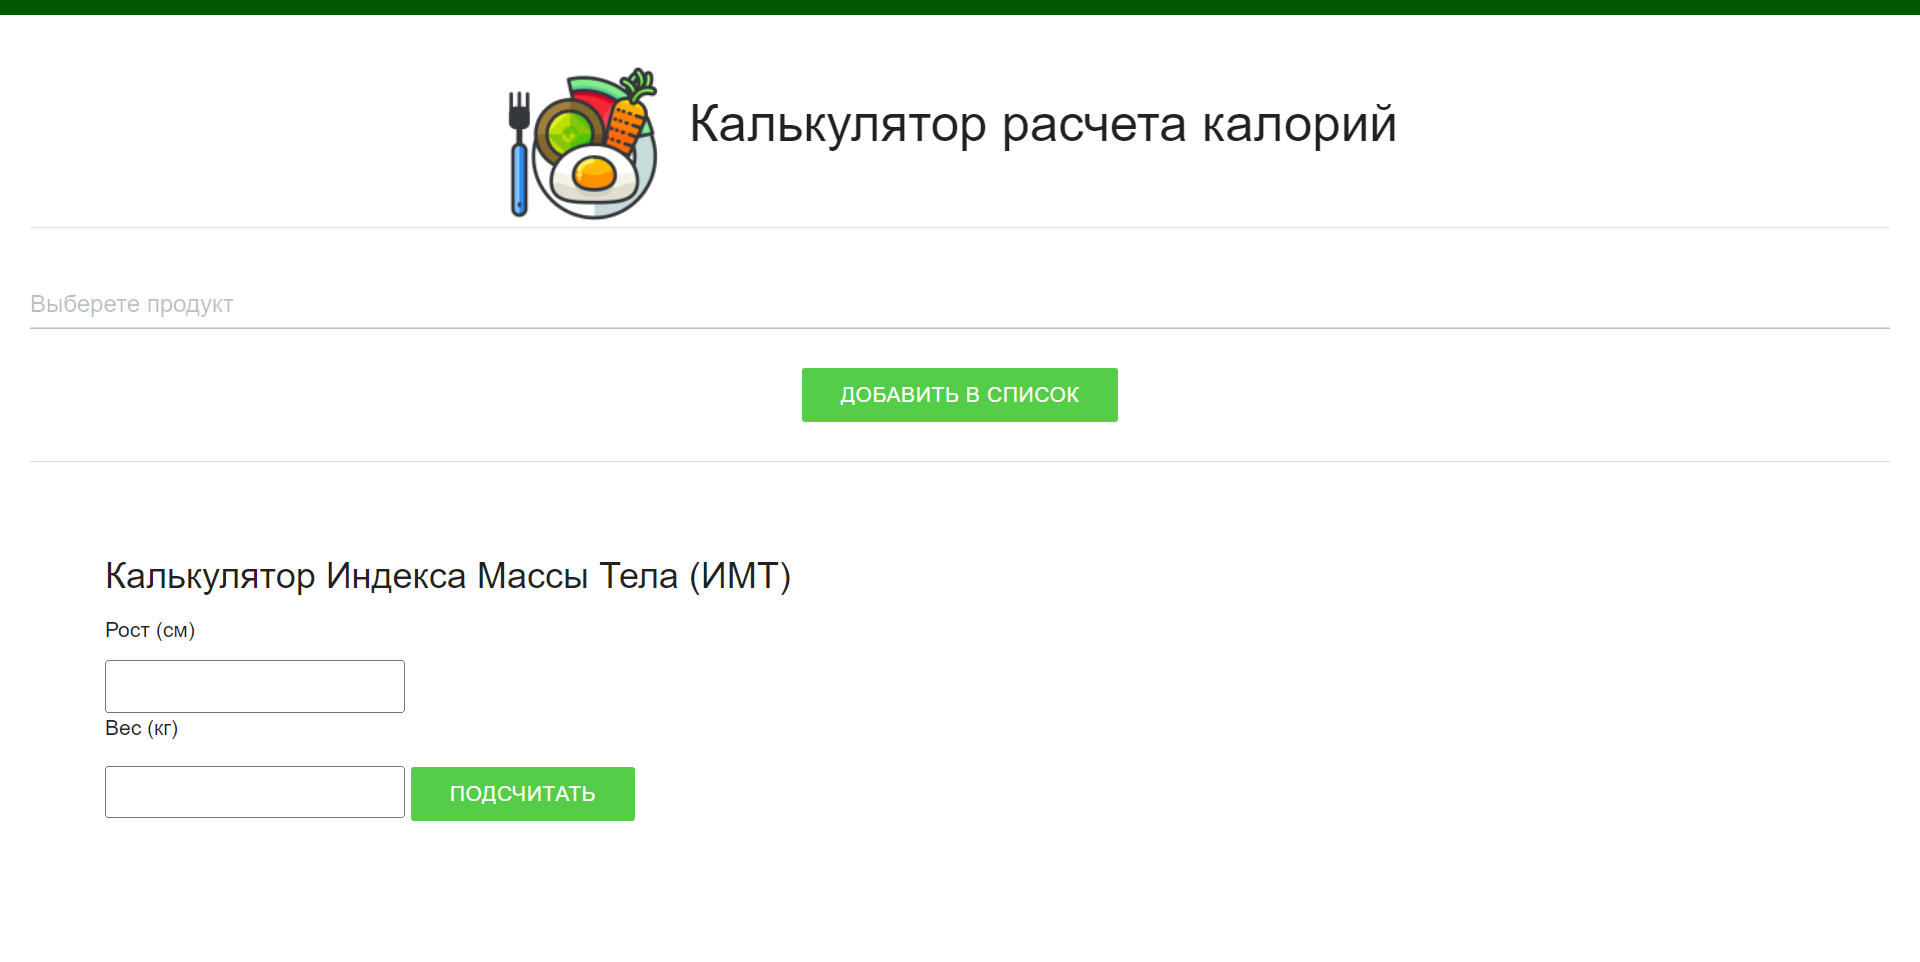 Калькулятор расчета калорий
Выберете продукт
ДОБАВИТЬ В СПИСОК
Калькулятор Индекса Массы Тела (ИМТ)
Рост (см)
Вес (кг)
ПОДСЧИТАТЬ